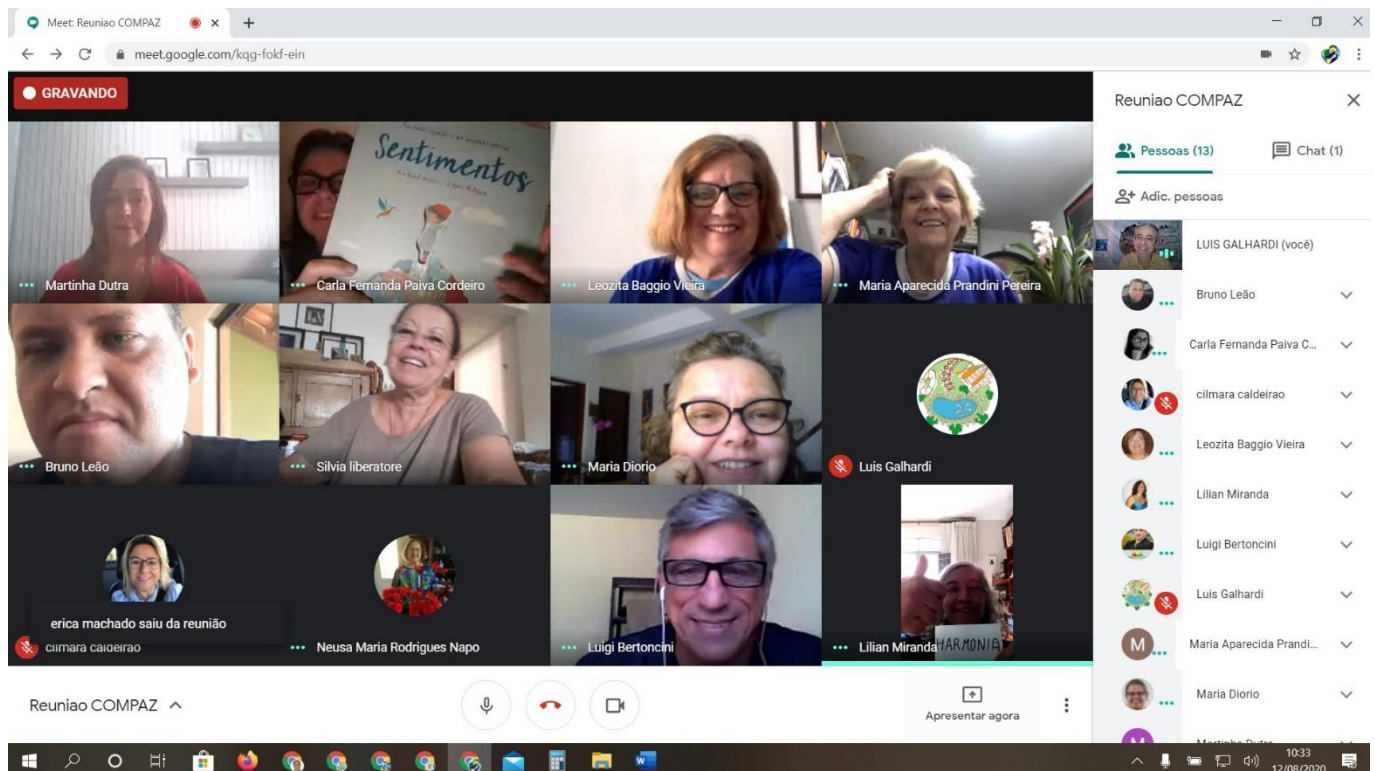 Meet: Reuniao COMPAZ
meet.google.com/kqg-fokf-ein
GRAVANDO
Reuniao COMPAZ
Pessoas (13)
Chat (1)
Adic. pessoas
Sentimentos
Martinha Dutra
Carla Fernanda Paiva Cordeiro
Leozita Baggio Vieira
Maria Aparecida Prandini Pereira
Bruno Leão
Silvia liberatore
Maria Diorio
Luis Galhardi
erica machado saiu da reunião
cilmara caldeirao
Neusa Maria Rodrigues Napo
Luigi Bertoncini
Lilian Miranda
HARMONIA
LUIS GALHARDI (você)
Bruno Leão
Carla Fernanda Paiva C...
cilmara caldeirao
Leozita Baggio Vieira
Lilian Miranda
Luigi Bertoncini
Luis Galhardi
M
Maria Aparecida Prandi...
Maria Diorio
Martinha Dutra
Reuniao COMPAZ
Apresentar agora
10:33
12/08/2020